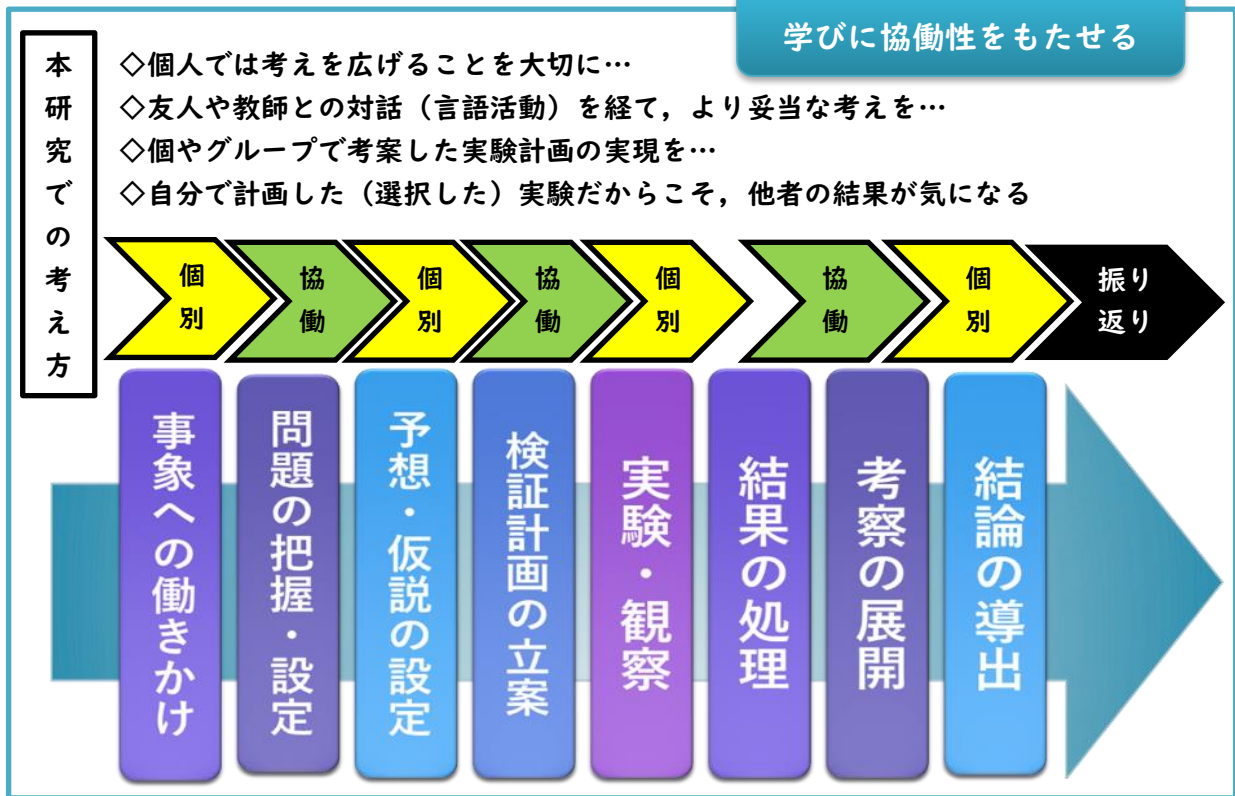 学びに協働性をもたせる
本研究での考え方
◇個人では考えを広げることを大切に…
◇友人や教師との対話（言語活動）を経て，より妥当な考えを…
◇個やグループで考案した実験計画の実現を…
◇自分で計画した（選択した）実験だからこそ，他者の結果が気になる
個別
協働
個別
協働
個別
協働
個別
振り
返り
事象への働きかけ
問題の把握・設定
予想・仮説の設定
検証計画の立案
実験・観察
結果の処理
考察の展開
結論の導出